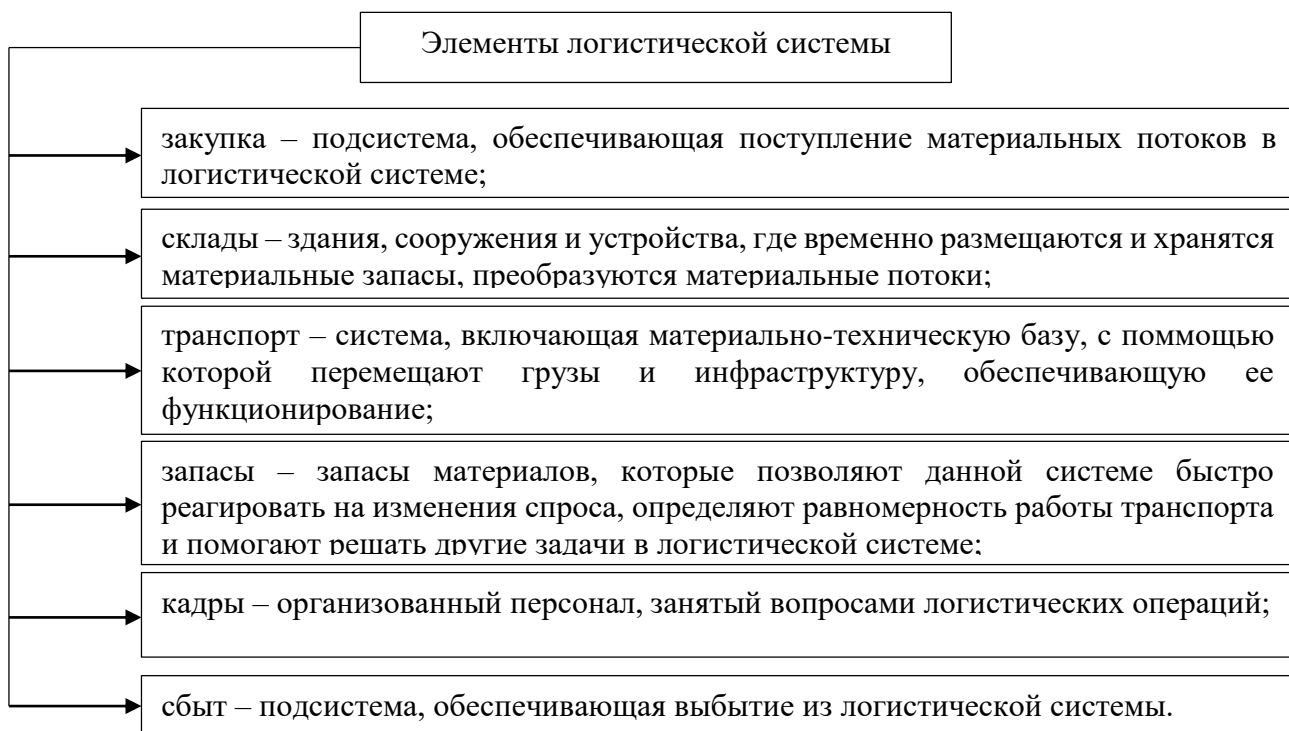 Элементы логистической системы
закупка – подсистема, обеспечивающая поступление материальных потоков в
логистической системе;
склады – здания, сооружения и устройства, где временно размещаются и хранятся
материальные запасы, преобразуются материальные потоки;
транспорт – система, включающая материально-техническую базу, с поммощью
которой перемещают грузы и инфраструктуру, обеспечивающую ее
функционирование;
запасы – запасы материалов, которые позволяют данной системе быстро
реагировать на изменения спроса, определяют равномерность работы транспорта
и помогают решать другие задачи в логистической системе;
кадры – организованный персонал, занятый вопросами логистических операций;
сбыт – подсистема, обеспечивающая выбытие из логистической системы.